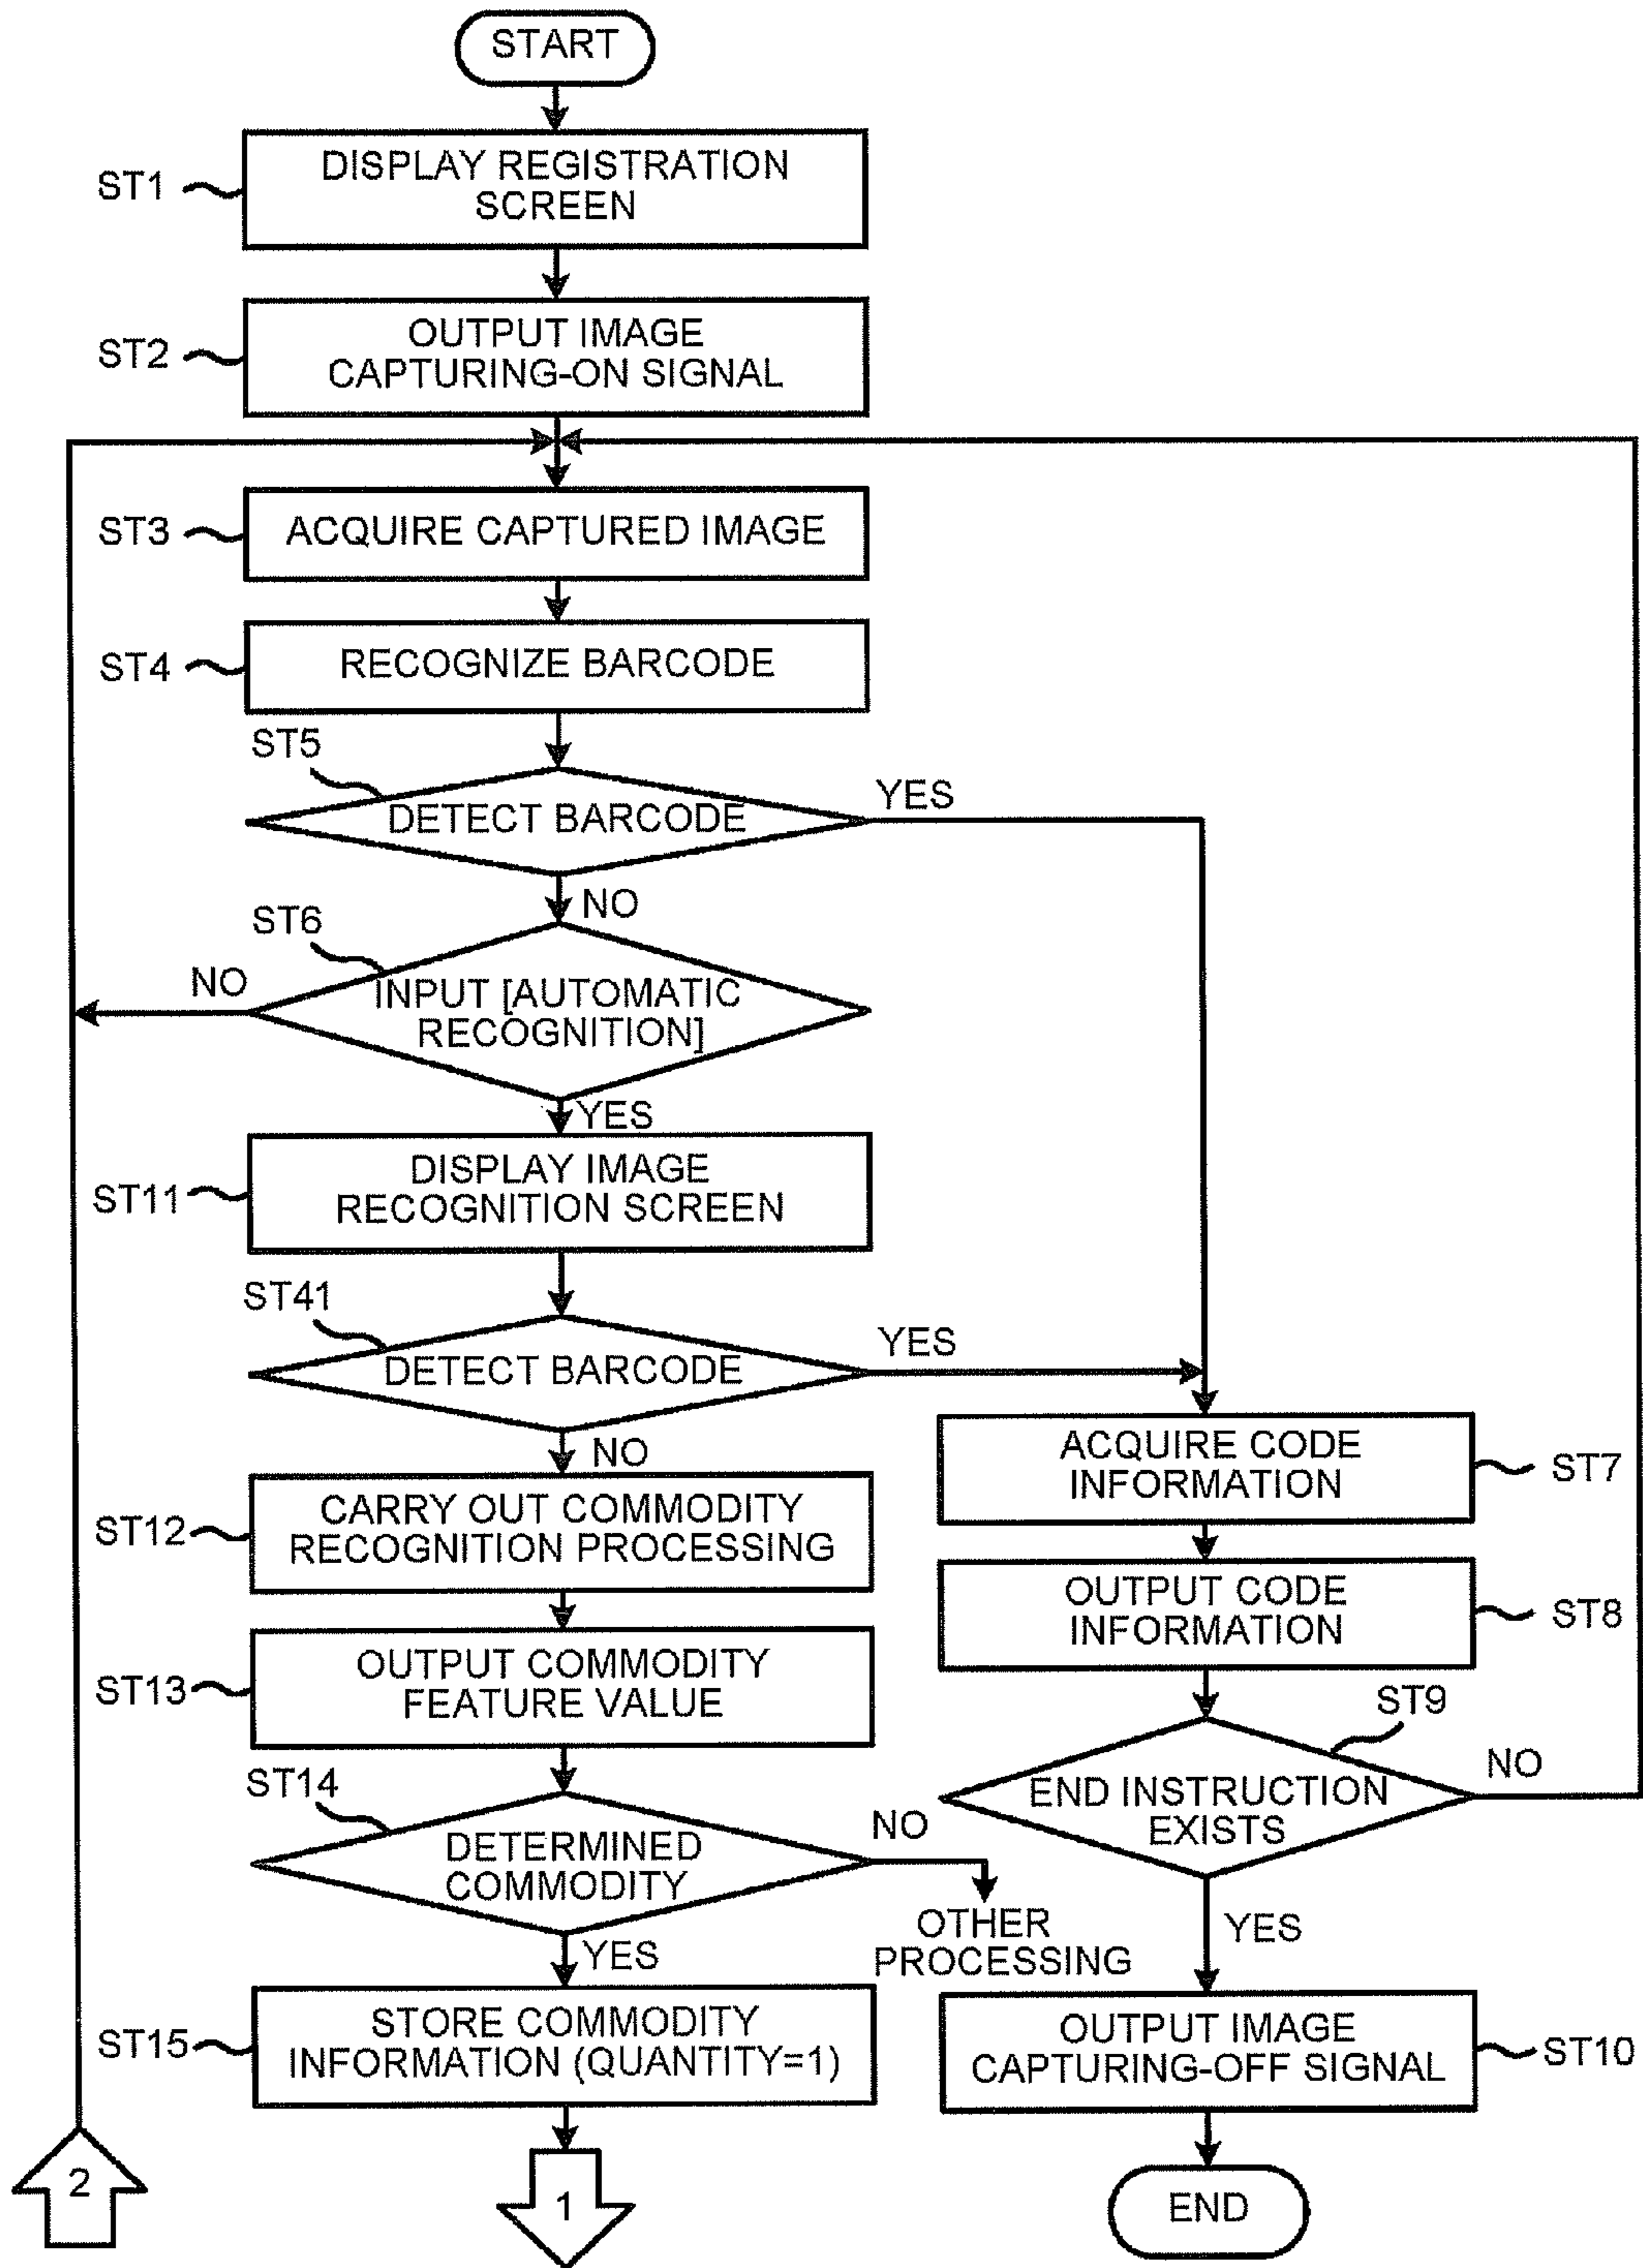 START
ST1
DISPLAY REGISTRATION
SCREEN
ST2
OUTPUT IMAGE
CAPTURING-ON SIGNAL
ST3
ACQUIRE CAPTURED IMAGE
ST4
RECOGNIZE BARCODE
ST5
DETECT BARCODE
YES
NO
ST6
INPUT [AUTOMATIC
RECOGNITION]
NO
YES
ST11
DISPLAY IMAGE
RECOGNITION SCREEN
ST41
DETECT BARCODE
YES
NO
ST12
CARRY OUT COMMODITY
RECOGNITION PROCESSING
ST13
OUTPUT COMMODITY
FEATURE VALUE
ST14
DETERMINED
COMMODITY
NO
OTHER
PROCESSING
YES
ST15
STORE COMMODITY
INFORMATION (QUANTITY=1)
2
1
ACQUIRE CODE
INFORMATION
ST7
OUTPUT CODE
INFORMATION
ST8
ST9
END INSTRUCTION
EXISTS
NO
YES
OUTPUT IMAGE
CAPTURING-OFF SIGNAL
ST10
END